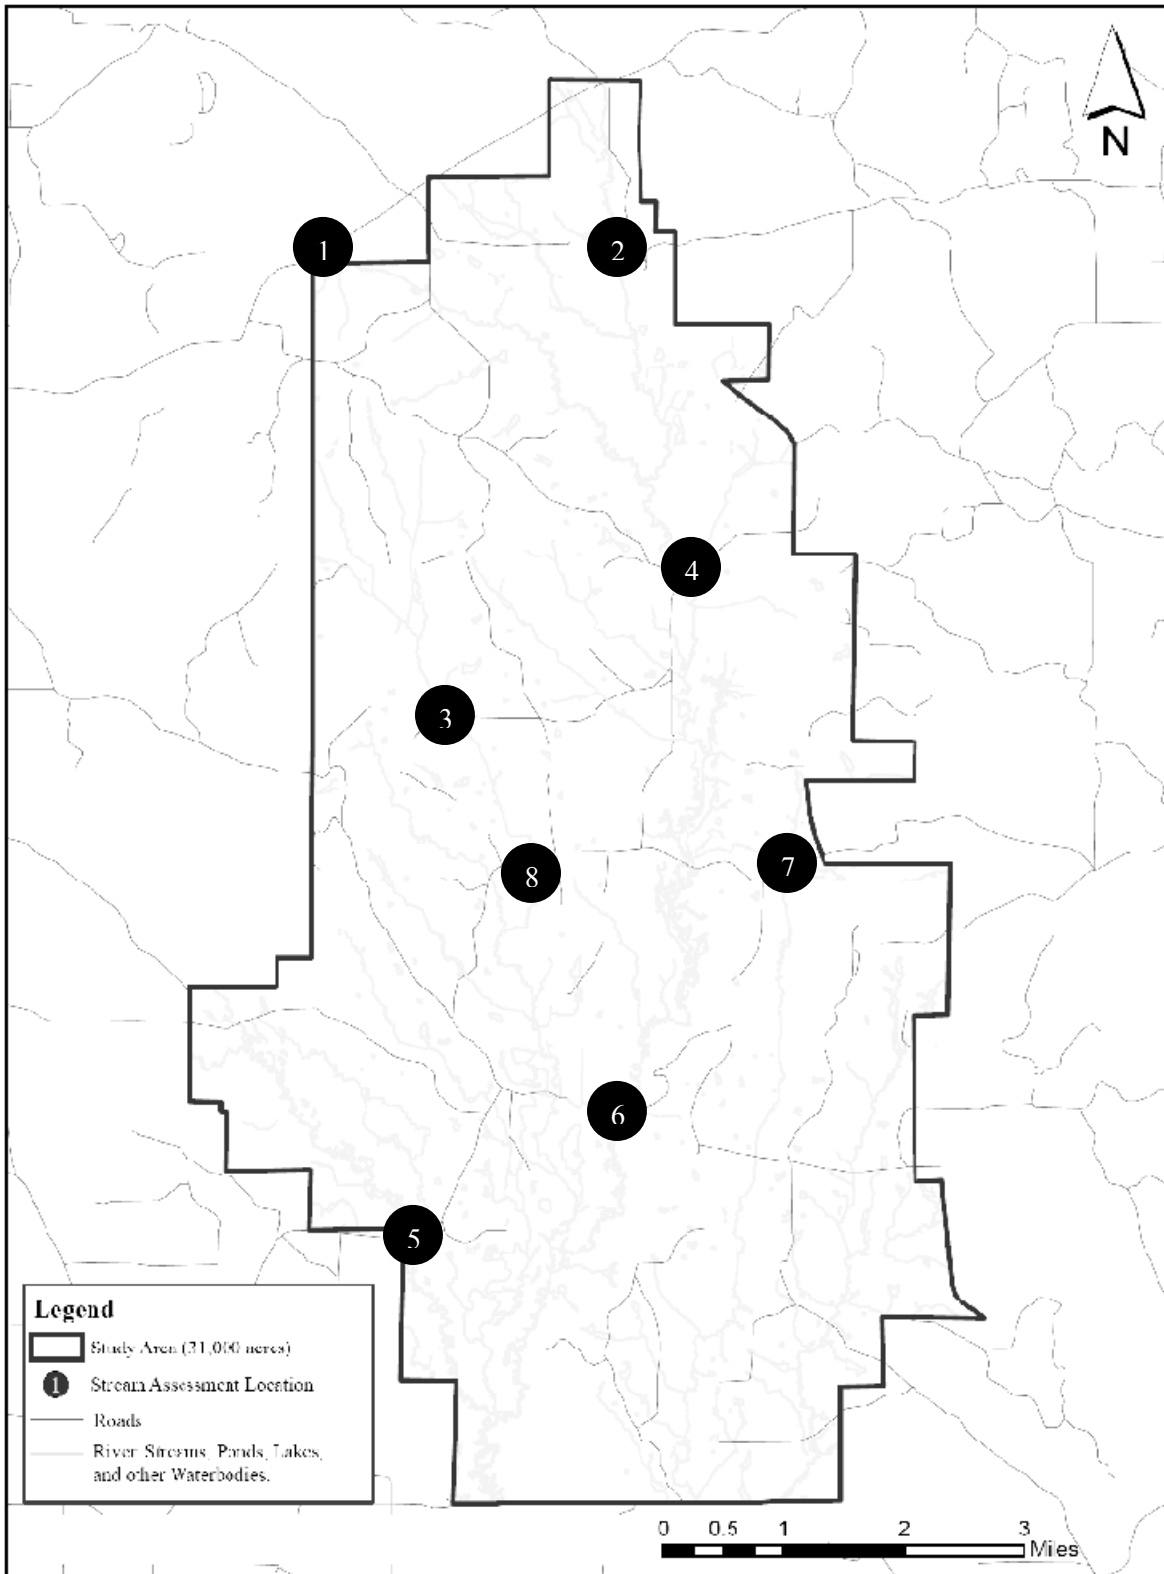 N
1
2
4
3
7
8
6
5
Legend
Study Area (31,000 acres)
1 Stream Assessment Location
Roads
River Streams, Ponds, Lakes,
and other Waterbodies.
0 0.5 1 2 3
Miles